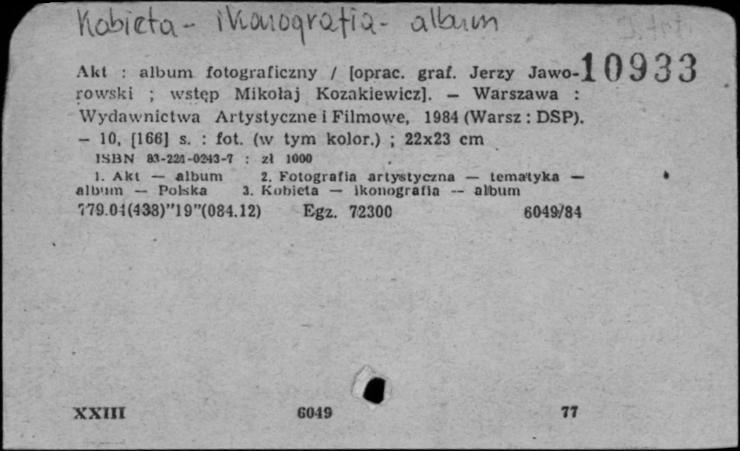 Kobieta - ikonografia - album
10933
Akt : album fotograficzny / [oprac. graf. Jerzy Jawo-
rowski ; wstęp Mikołaj Kozakiewicz]. — Warszawa :
Wydawnictwa Artystyczne i Filmowe, 1984 (Warsz : DSP).
— 10, [166] s. : fot. (w tym kolor.) ; 22x23 cm
ISBN 83-221-0243-7 : zł 1000
1. Akt — album 2. Fotografia artystyczna — tematyka —
album — Polska 3. Kobieta — ikonografia — album
779.04(438)"19"(084.12) Egz. 72300 6049/84
XXIII 6049 77